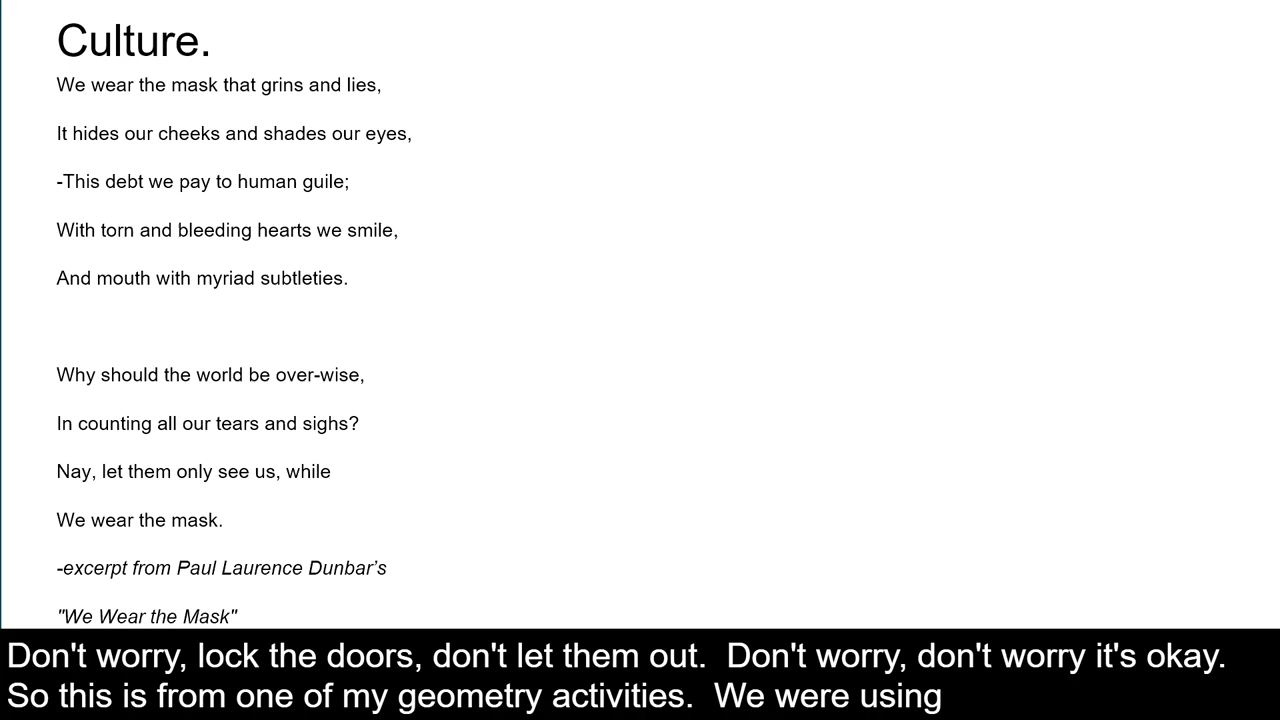 Culture.
We wear the mask that grins and lies,
It hides our cheeks and shades our eyes,
-This debt we pay to human guile;
With torn and bleeding hearts we smile,
And mouth with myriad subtleties.
Why should the world be over-wise,
In counting all our tears and sighs?
Nay, let them only see us, while
We wear the mask.
-excerpt from Paul Laurence Dunbar’s
"We Wear the Mask"
Don't worry, lock the doors, don't let them out.  Don't worry, don't worry it's okay.
So this is from one of my geometry activities.  We were using